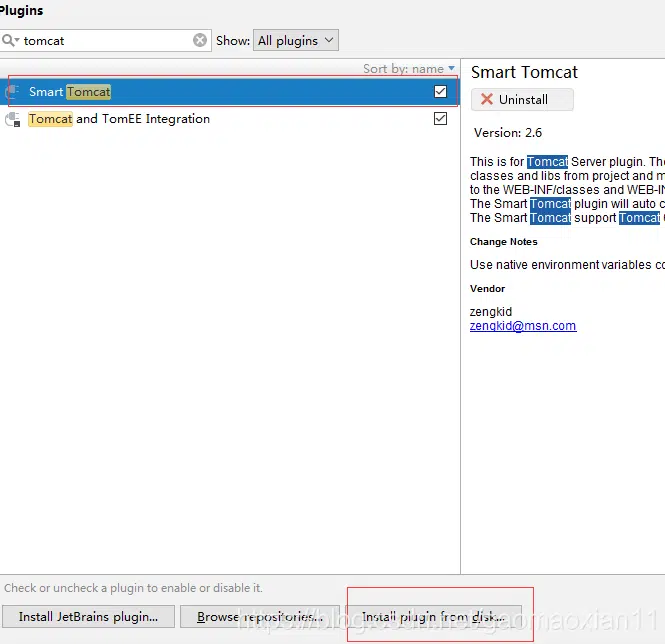 Plugins
tomcat
Show: All plugins
Sort by: name
Smart Tomcat
Tomcat and TomEE Integration
Smart Tomcat
Uninstall
Version: 2.6
This is for Tomcat Server plugin. The
classes and libs from project and m
to the WEB-INF/classes and WEB-IN
The Smart Tomcat plugin will auto c
The Smart Tomcat support Tomcat
Change Notes
Use native environment variables co
Vendor
zengkid
zengkid@msn.com
Check or uncheck a plugin to enable or disable it.
Install JetBrains plugin...
Browse repositories...
Install plugin from disk...
https://blog.csdn.net/gaomaoxian11